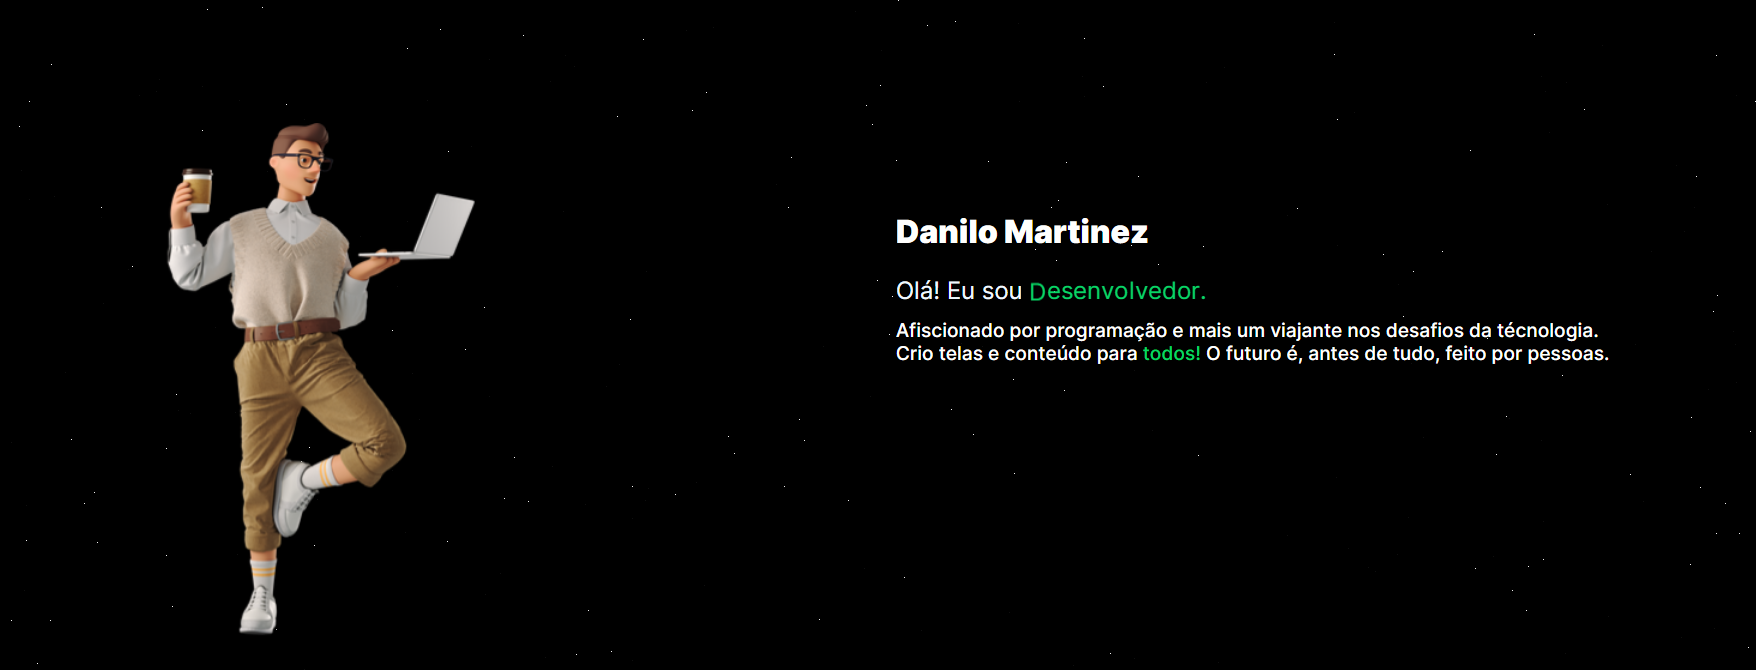 Danilo Martinez
Olá! Eu sou Desenvolvedor.
Afiscionado por programação e mais um viajante nos desafios da técnologia.
Crio telas e conteúdo para todos! O futuro é, antes de tudo, feito por pessoas.